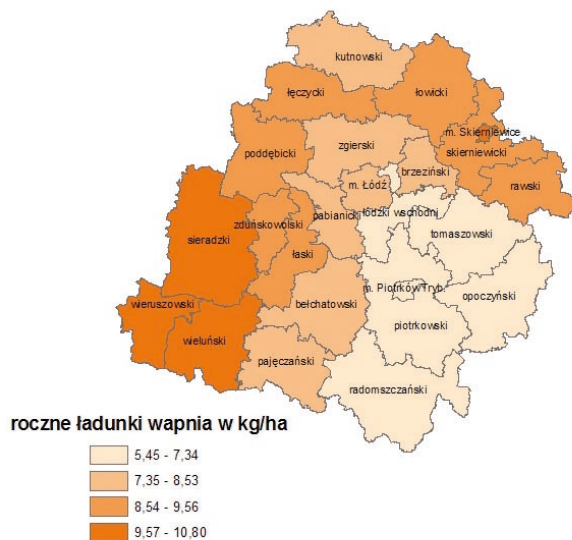 kutnowski
łęczycki
łowicki
m. Skierniewice
zgierski
skierniewicki
poddębicki
brzeziński
m. Łódź
rawski
pabianicki
łódzki wschodni
zduńskowolski
tomaszowski
sieradzki
łaski
m. Piotrków Tryb.
opoczyński
wieruszowski
bełchatowski
piotrkowski
wieluński
pajęczański
radomszczański
roczne ładunki wapnia w kg/ha
5,45 - 7,34
7,35 - 8,53
8,54 - 9,56
9,57 - 10,80